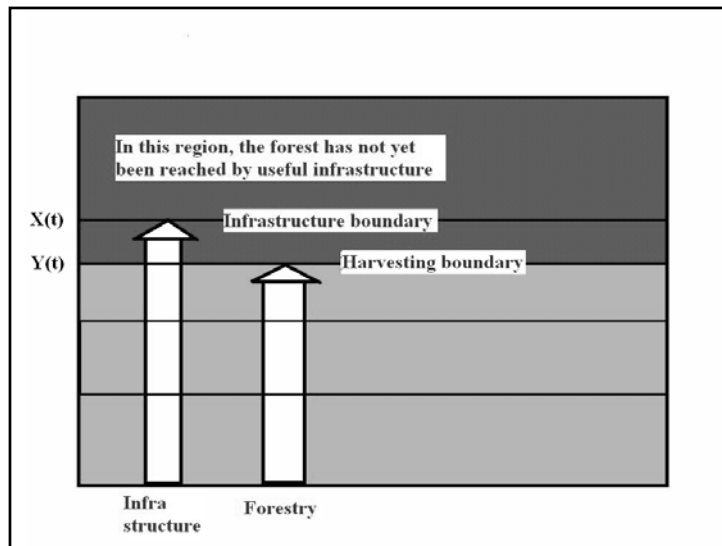 In this region, the forest has not yet
been reached by useful infrastructure
X(t)
Infrastructure boundary
Y(t)
Harvesting boundary
Infra
structure
Forestry